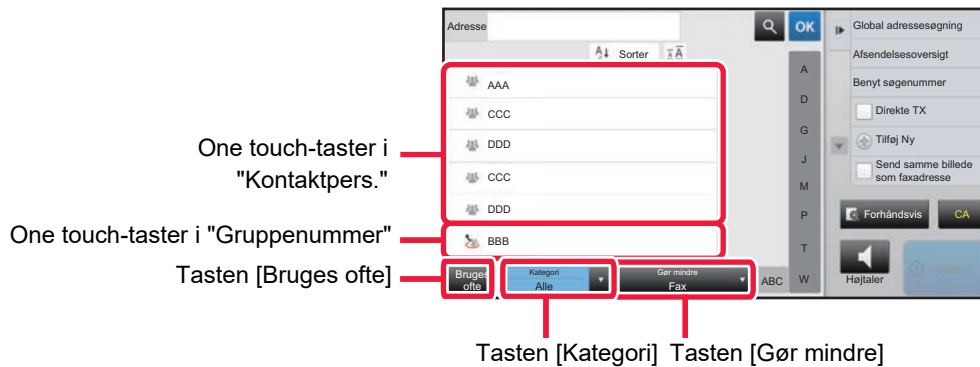 Adresse
OK
Sorter
AAA
CCC
DDD
CCC
DDD
BBB
Bruges
ofte
Kategori
Alle
Gør mindre
Fax
ABC
A
D
G
J
M
P
T
W
Global adressesøgning
Afsendelsesoversigt
Benyt søgenummer
Direkte TX
Tilføj Ny
Send samme billede
som faxadresse
Forhåndsvis
CA
Højtaler
Start
One touch-taster i
"Kontaktpers."
One touch-taster i "Gruppenummer"
Tasten [Bruges ofte]
Tasten [Kategori]
Tasten [Gør mindre]